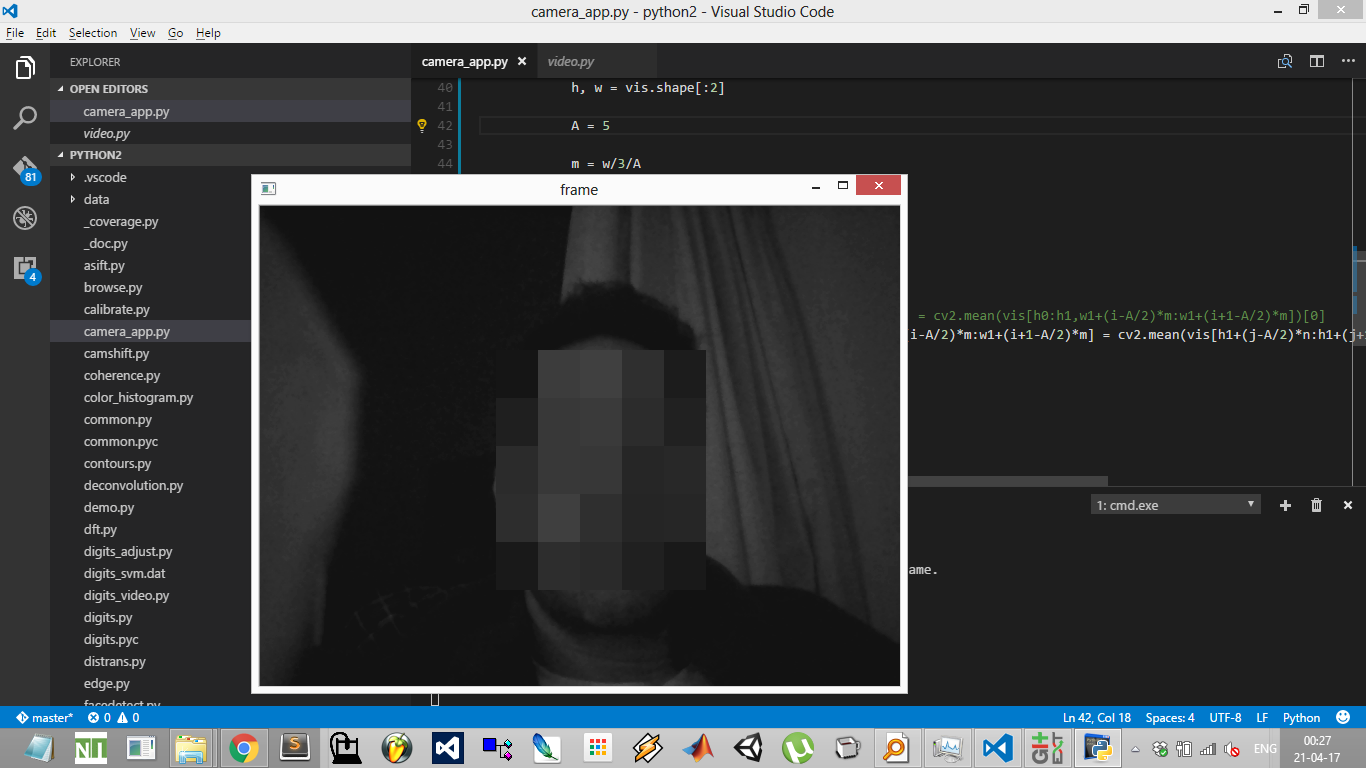 camera_app.py - python2 - Visual Studio Code
File Edit Selection View Go Help
EXPLORER
OPEN EDITORS
camera_app.py
video.py
PYTHON2
.vscode
data
_coverage.py
_doc.py
asift.py
browse.py
calibrate.py
camera_app.py
camshift.py
coherence.py
color_histogram.py
common.py
common.pyc
contours.py
deconvolution.py
demo.py
dft.py
digits_adjust.py
digits_svm.dat
digits_video.py
digits.py
digits.pyc
distrans.py
edge.py
facedetect.py
81
4
camera_app.py video.py
40 h, w = vis.shape[:2]
41
42 A = 5
43
44 m = w/3/A
frame
= cv2.mean(vis[h0:h1,w1+(i-A/2)*m:w1+(i+1-A/2)*m])[0]
(i-A/2)*m:w1+(i+1-A/2)*m] = cv2.mean(vis[h1+(j-A/2)*n:h1+(j+
1: cmd.exe
ame.
master* 0 0 Ln 42, Col 18 Spaces: 4 UTF-8 LF Python
NI
ENG
00:27
21-04-17